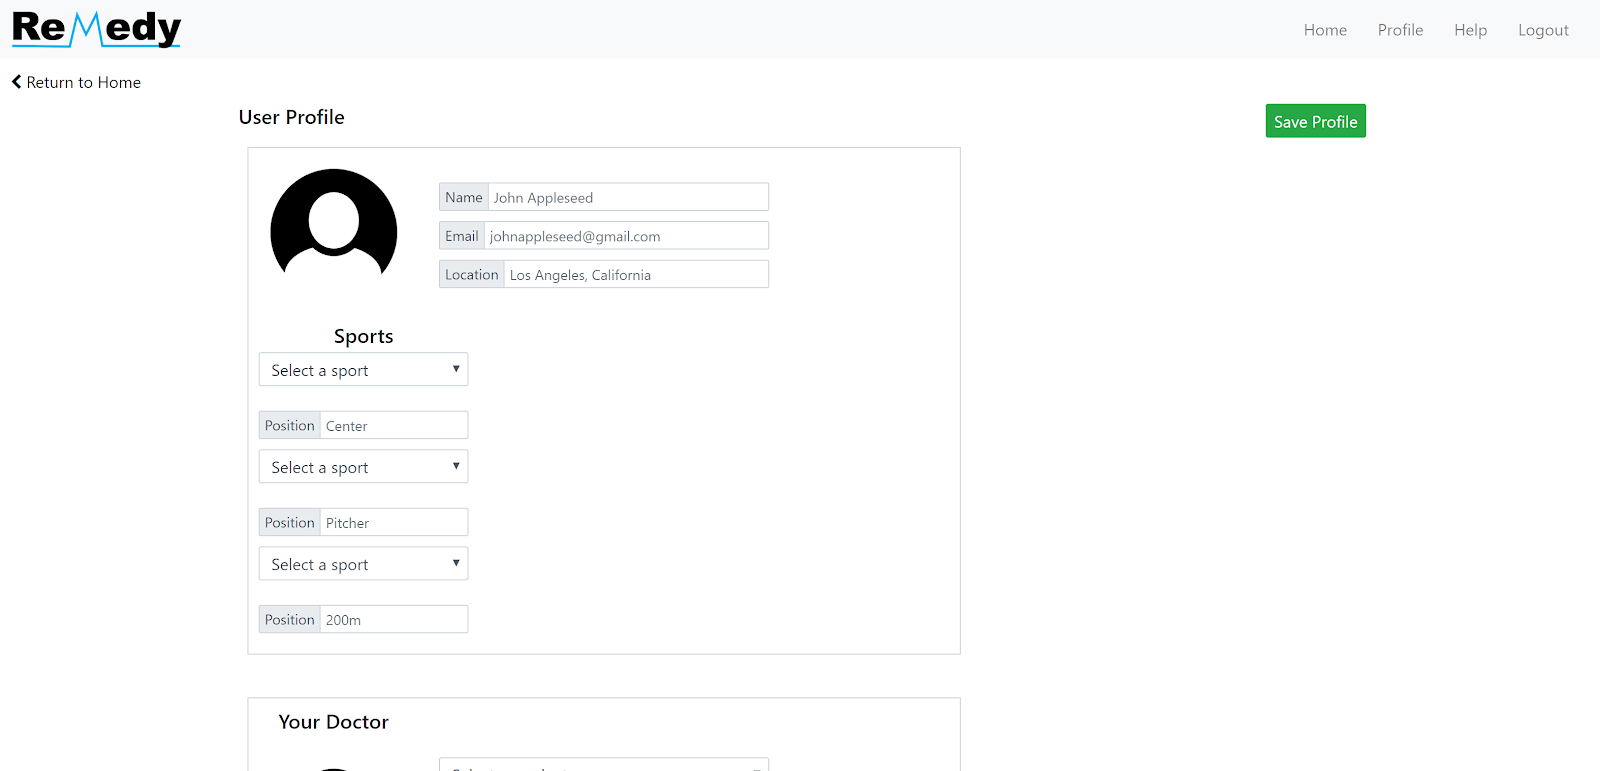 ReMedy
Home Profile Help Logout
Return to Home
User Profile
Save Profile
Name John Appleseed
Email johnappleseed@gmail.com
Location Los Angeles, California
Sports
Select a sport
Position Center
Select a sport
Position Pitcher
Select a sport
Position 200m
Your Doctor